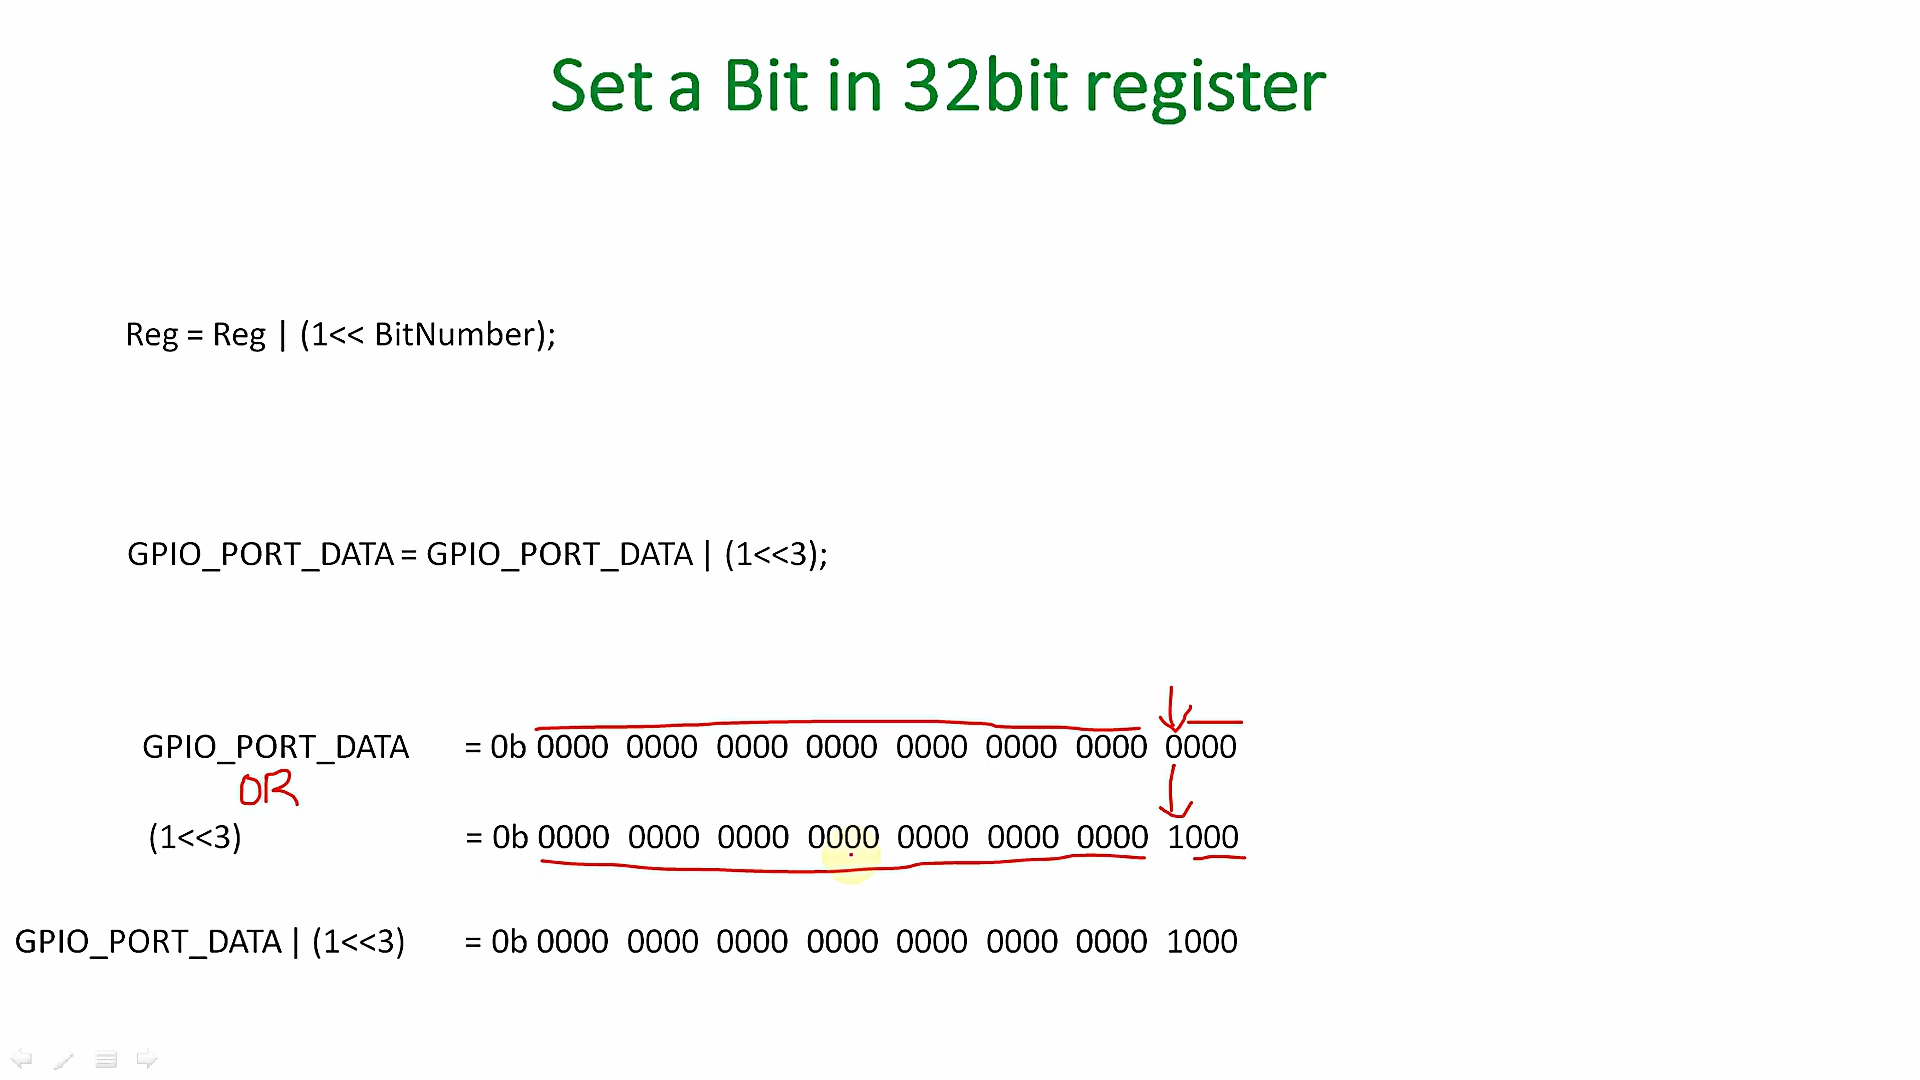 Set a Bit in 32bit register
Reg = Reg | (1<< BitNumber);
GPIO_PORT_DATA = GPIO_PORT_DATA | (1<<3);
GPIO_PORT_DATA = 0b 0000 0000 0000 0000 0000 0000 0000 0000
OR
(1<<3) = 0b 0000 0000 0000 0000 0000 0000 0000 1000
GPIO_PORT_DATA | (1<<3) = 0b 0000 0000 0000 0000 0000 0000 0000 1000